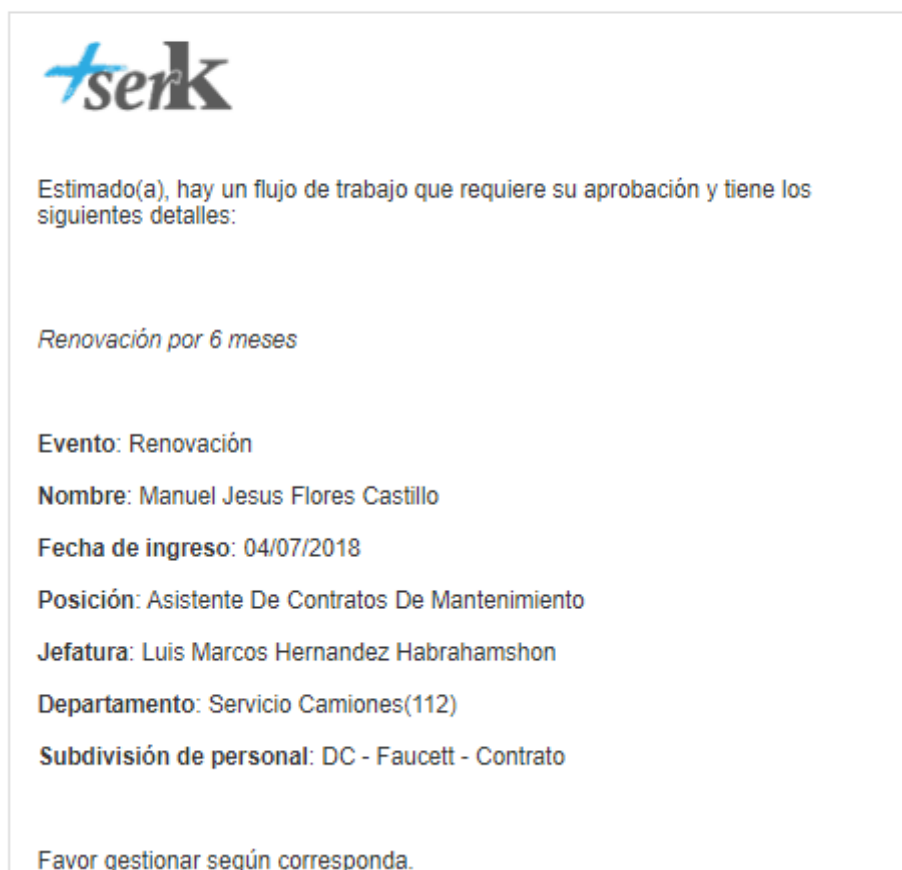 +serk
Estimado(a), hay un flujo de trabajo que requiere su aprobación y tiene los
siguientes detalles:
Renovación por 6 meses
Evento: Renovación
Nombre: Manuel Jesus Flores Castillo
Fecha de ingreso: 04/07/2018
Posición: Asistente De Contratos De Mantenimiento
Jefatura: Luis Marcos Hernandez Habrahamshon
Departamento: Servicio Camiones(112)
Subdivisión de personal: DC - Faucett - Contrato
Favor gestionar según corresponda.